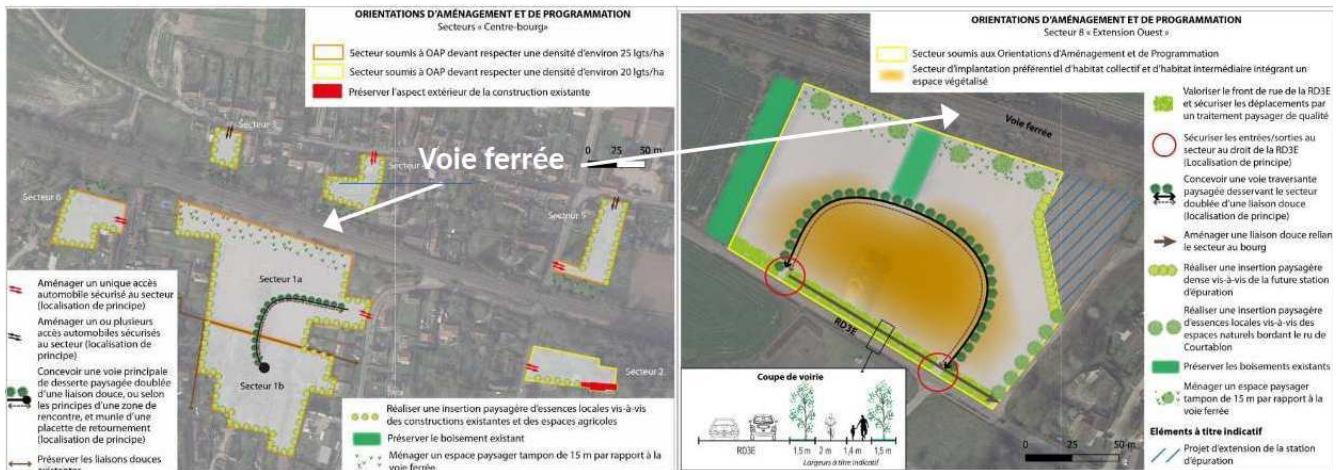 ORIENTATIONS D'AMÉNAGEMENT ET DE PROGRAMMATION
Secteurs « Centre-bourg»
Secteur soumis à OAP devant respecter une densité d'environ 25 lgts/ha
Secteur soumis à OAP devant respecter une densité d'environ 20 lgts/ha
Préserver l'aspect extérieur de la construction existante
0 25 50 m
Secteur
Secteur
Voie ferrée
Secteur 6
Secteur 5
Secteur 1a
Secteur 1b
Secteur 2
Aménager un unique accès
automobile sécurisé au secteur
(localisation de principe)
Aménager un ou plusieurs
accès automobiles sécurisés
au secteur (localisation de
principe)
Concevoir une voie principale
de desserte paysagée doublée
d'une liaison douce, ou selon
les principes d'une zone de
rencontre, et munie d'une
placette de retournement
(localisation de principe)
Préserver les liaisons douces
existantes
Réaliser une insertion paysagère d'essences locales vis-à-vis
des constructions existantes et des espaces agricoles
Préserver le boisement existant
Ménager un espace paysager tampon de 15 m par rapport à la
voie ferrée
ORIENTATIONS D'AMÉNAGEMENT ET DE PROGRAMMATION
Secteur 8 « Extension Ouest »
Secteur soumis aux Orientations d'Aménagement et de Programmation
Secteur d'implantation préférentiel d'habitat collectif et d'habitat intermédiaire intégrant un
espace végétalisé
Voie ferrée
RD3E
Coupe de voirie
RD3E
1,5 m 2 m 1,4 m 1,5 m
Largeurs à titre indicatif
0 25 50 m
Valoriser le front de rue de la RD3E
et sécuriser les déplacements par
un traitement paysager de qualité
Sécuriser les entrées/sorties au
secteur au droit de la RD3E
(Localisation de principe)
Concevoir une voie traversante
paysagée desservant le secteur
doublée d'une liaison douce
(localisation de principe)
Aménager une liaison douce relian
le secteur au bourg
Réaliser une insertion paysagère
dense vis-à-vis de la future station
d'épuration
Réaliser une insertion paysagère
d'essences locales vis-à-vis des
espaces naturels bordant le ru de
Courtablon
Préserver les boisements existants
Ménager un espace paysager
tampon de 15 m par rapport à la
voie ferrée
Eléments à titre indicatif
Projet d'extension de la station
d'épuration